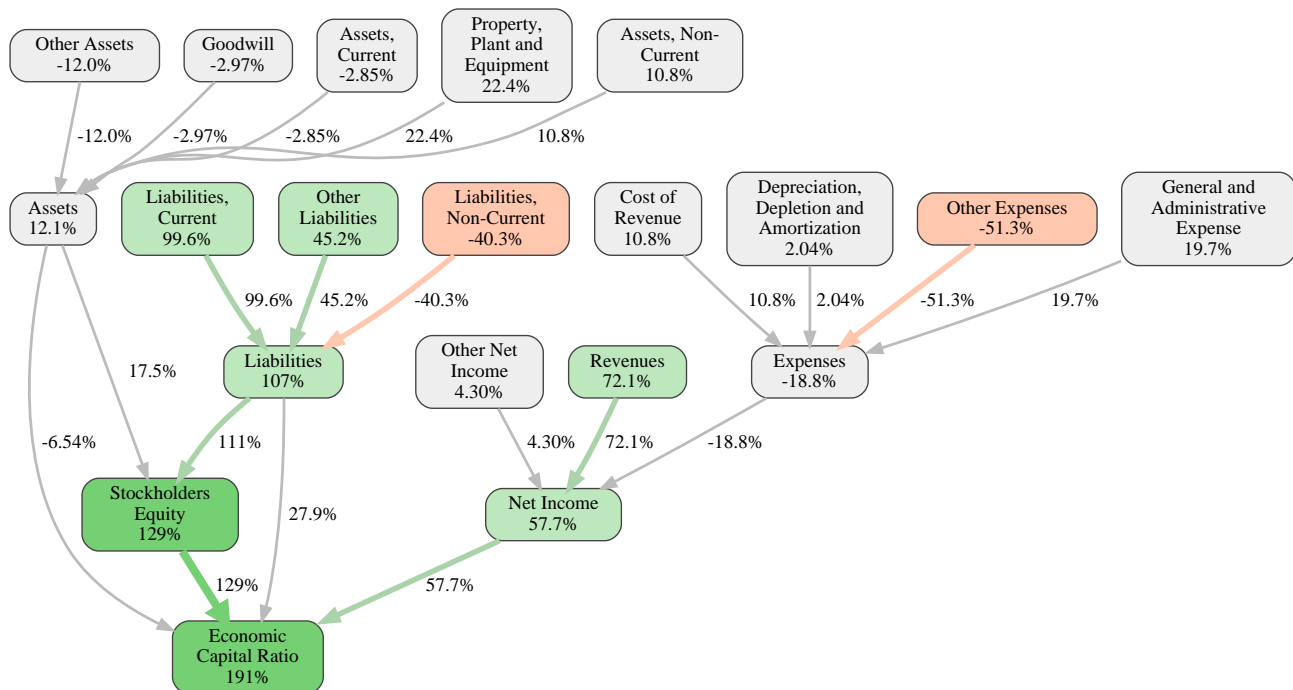 Other Assets
-12.0%
Goodwill
-2.97%
Assets,
Current
-2.85%
Property,
Plant and
Equipment
22.4%
Assets, Non-
Current
10.8%
-12.0%
-2.97%
-2.85%
22.4%
10.8%
Assets
12.1%
Liabilities,
Current
99.6%
Other
Liabilities
45.2%
Liabilities,
Non-Current
-40.3%
Cost of
Revenue
10.8%
Depreciation,
Depletion and
Amortization
2.04%
Other Expenses
-51.3%
General and
Administrative
Expense
19.7%
99.6%
45.2%
-40.3%
10.8%
2.04%
-51.3%
19.7%
17.5%
Liabilities
107%
Other Net
Income
4.30%
Revenues
72.1%
Expenses
-18.8%
-6.54%
111%
4.30%
72.1%
-18.8%
Stockholders
Equity
129%
27.9%
Net Income
57.7%
129%
57.7%
Economic
Capital Ratio
191%